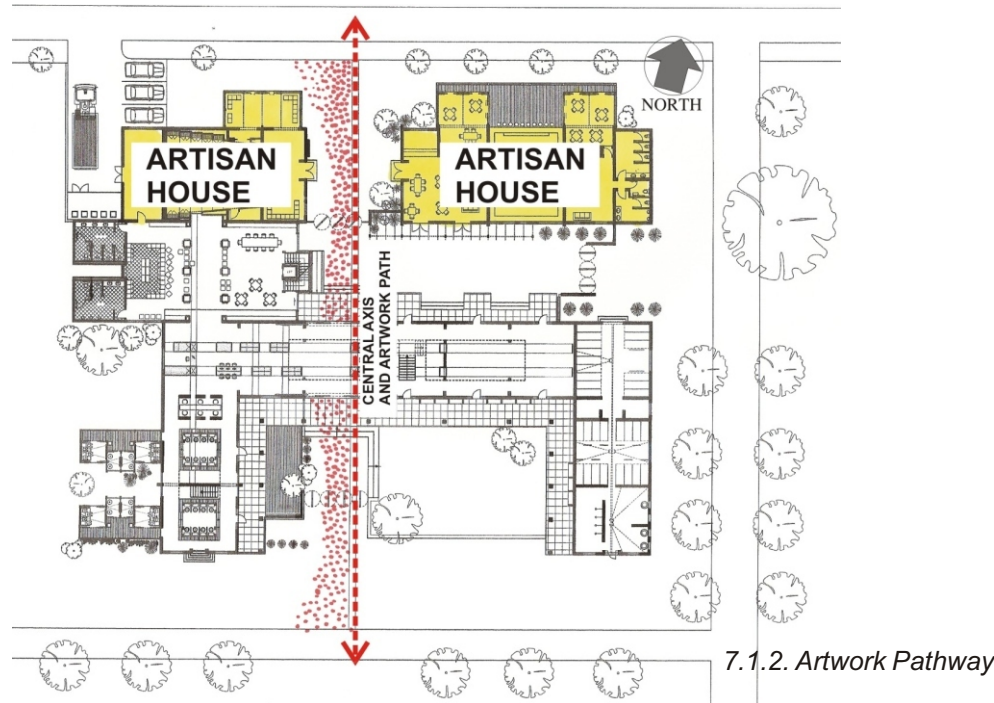 NORTH
ARTISAN
HOUSE
ARTISAN
HOUSE
CENTRAL AXIS
AND ARTWORK PATH
7.1.2. Artwork Pathway